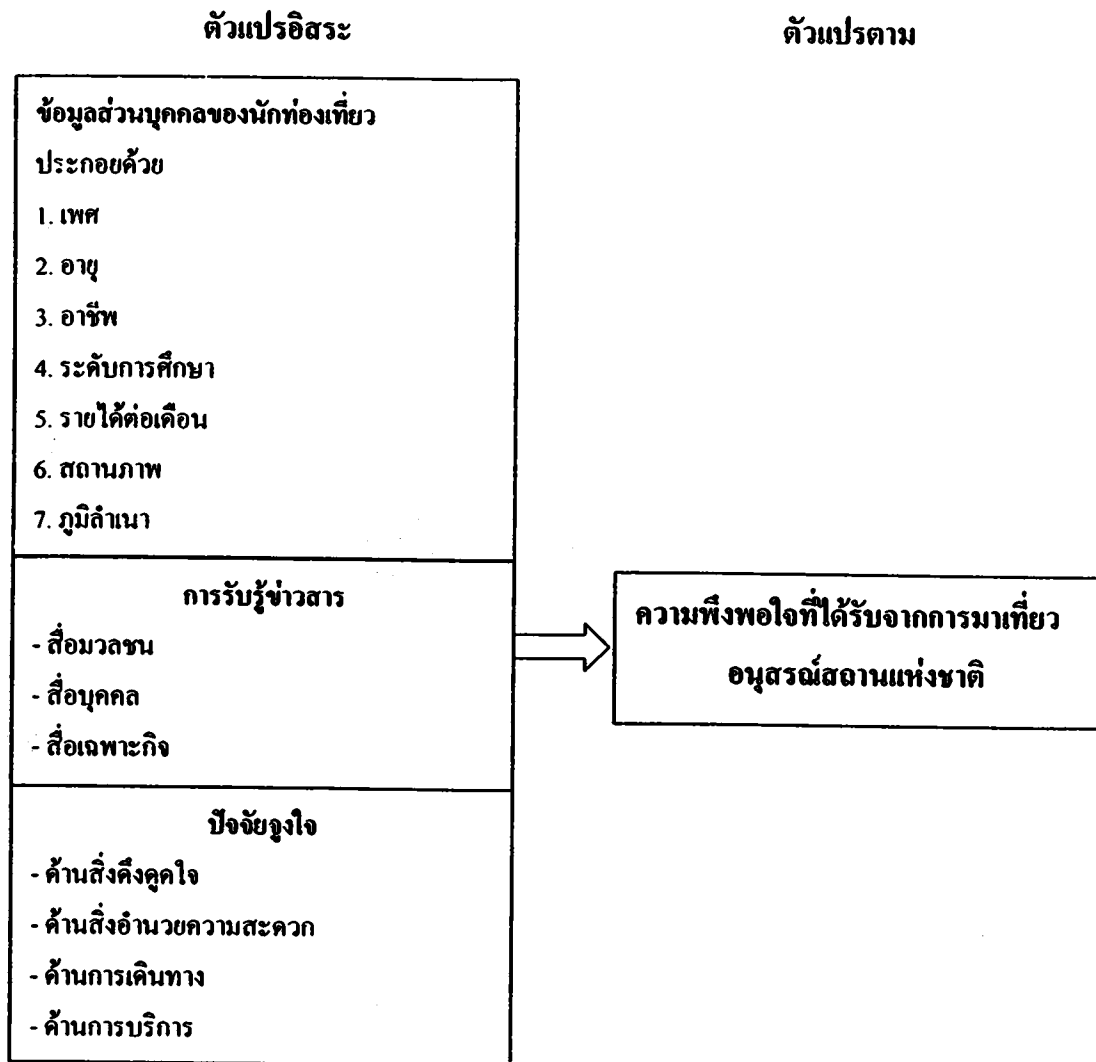 ตัวแปรอิสระ
ตัวแปรตาม
ข้อมูลส่วนบุคคลของนักท่องเที่ยว
ประกอยด้วย
1. เพศ
2. อายุ
3. อาชีพ
4. ระดับการศึกษา
5. รายได้ต่อเดือน
6. สถานภาพ
7. ภูมิลำเนา
การรับรู้ข่าวสาร
- สื่อมวลชน
- สื่อบุคคล
- สื่อเฉพาะกิจ
ปัจจัยจูงใจ
- ด้านสิ่งดึงดูดใจ
- ด้านสิ่งอำนวยความสะดวก
- ด้านการเดินทาง
- ด้านการบริการ
ความพึงพอใจที่ได้รับจากการมาเที่ยว
อนุสรณ์สถานแห่งชาติ